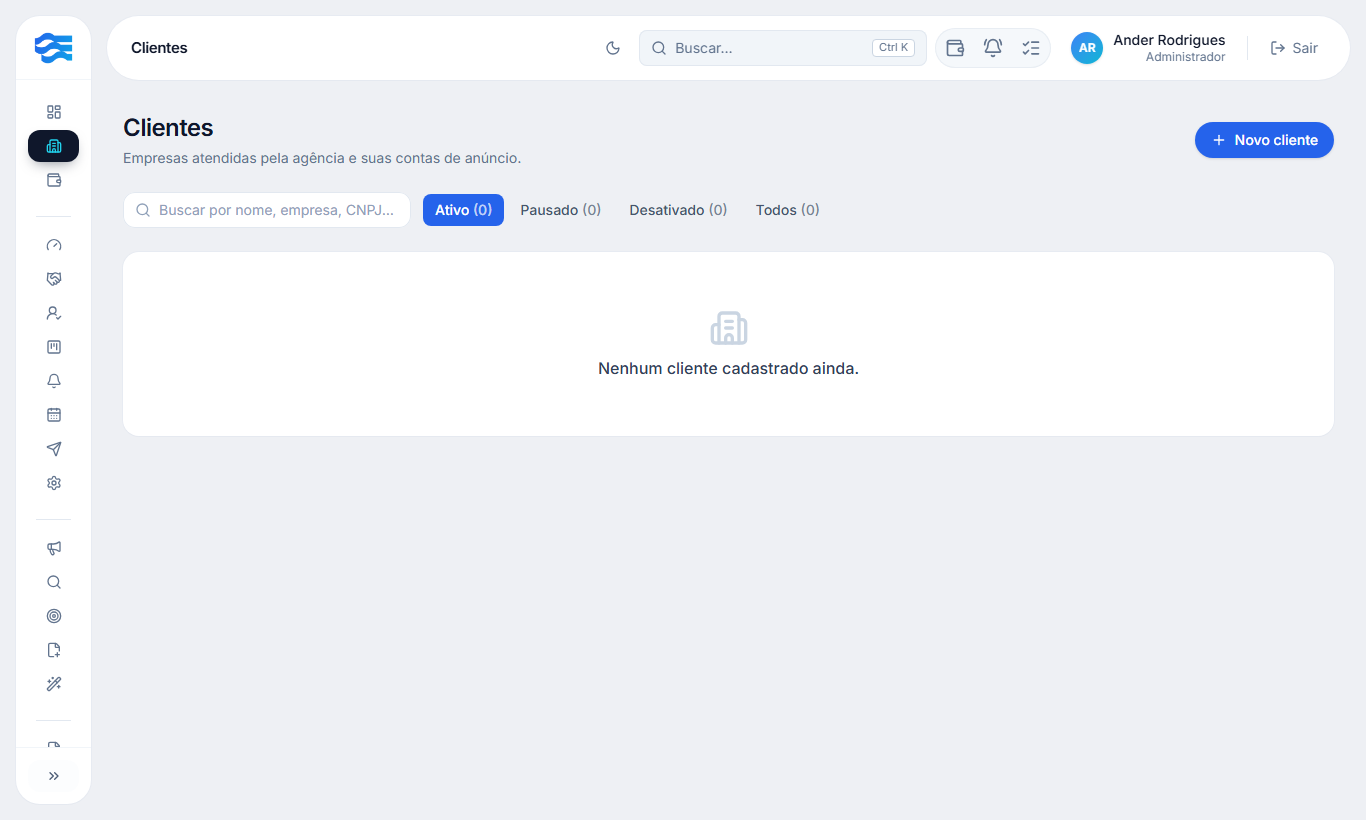 Clientes
Buscar...
Ctrl K
AR
Ander Rodrigues
Administrador
Sair
Clientes
Empresas atendidas pela agência e suas contas de anúncio.
Novo cliente
Buscar por nome, empresa, CNPJ...
Ativo (0)
Pausado (0)
Desativado (0)
Todos (0)
Nenhum cliente cadastrado ainda.